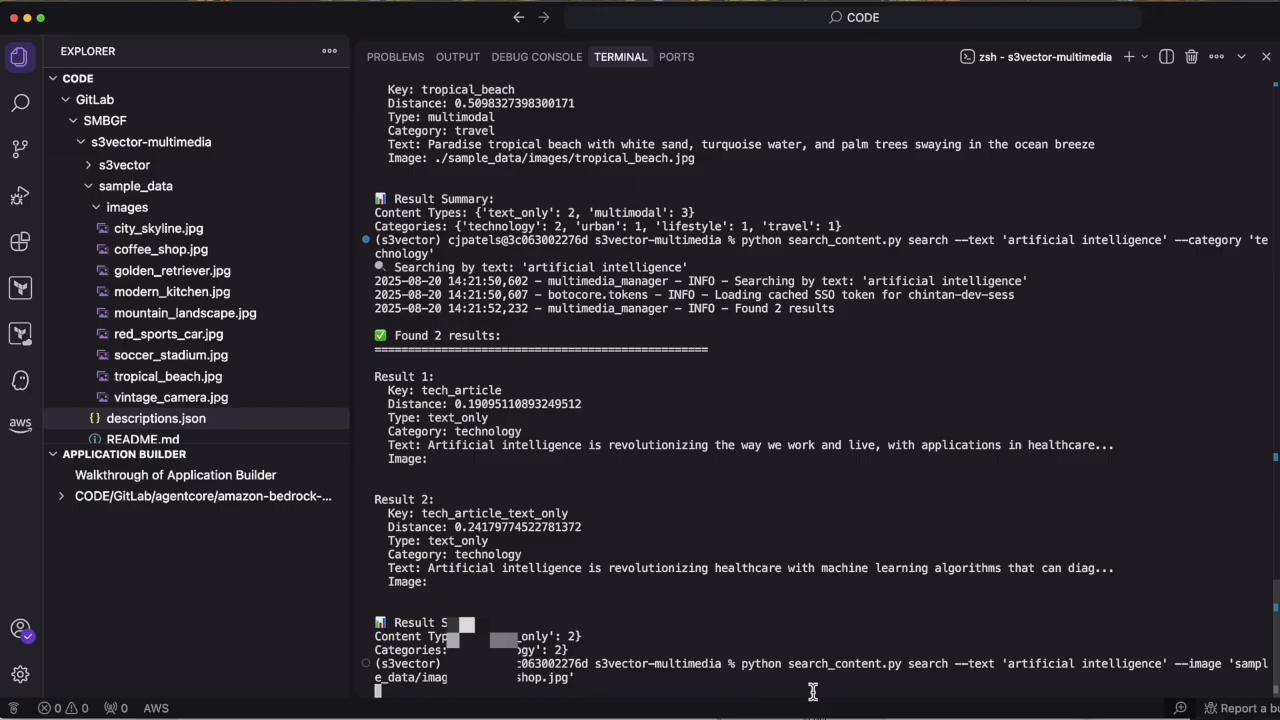 CODE
EXPLORER
CODE
GitLab
SMBGF
s3vector-multimedia
s3vector
sample_data
images
city_skyline.jpg
coffee_shop.jpg
golden_retriever.jpg
modern_kitchen.jpg
mountain_landscape.jpg
red_sports_car.jpg
soccer_stadium.jpg
tropical_beach.jpg
vintage_camera.jpg
{} descriptions.json
README.md
APPLICATION BUILDER
Walkthrough of Application Builder
CODE/GitLab/agentcore/amazon-bedrock-...
aws
PROBLEMS OUTPUT DEBUG CONSOLE TERMINAL PORTS
zsh - s3vector-multimedia
Key: tropical_beach
Distance: 0.5098327398300171
Type: multimodal
Category: travel
Text: Paradise tropical beach with white sand, turquoise water, and palm trees swaying in the ocean breeze
Image: ./sample_data/images/tropical_beach.jpg
Result Summary:
Content Types: {'text_only': 2, 'multimodal': 3}
Categories: {'technology': 2, 'urban': 1, 'lifestyle': 1, 'travel': 1}
(s3vector) cjpatels@3c063002276d s3vector-multimedia % python search_content.py search --text 'artificial intelligence' --category 'te
chnology'
Searching by text: 'artificial intelligence'
2025-08-20 14:21:50,602 - multimedia_manager - INFO - Searching by text: 'artificial intelligence'
2025-08-20 14:21:50,607 - botocore.tokens - INFO - Loading cached SSO token for chintan-dev-sess
2025-08-20 14:21:52,232 - multimedia_manager - INFO - Found 2 results
Found 2 results:
==================================================
Result 1:
Key: tech_article
Distance: 0.19095110893249512
Type: text_only
Category: technology
Text: Artificial intelligence is revolutionizing the way we work and live, with applications in healthcare...
Image:
Result 2:
Key: tech_article_text_only
Distance: 0.24179774522781372
Type: text_only
Category: technology
Text: Artificial intelligence is revolutionizing healthcare with machine learning algorithms that can diag...
Image:
Result S
Content Typ _only': 2}
Categories: ogy': 2}
(s3vector) c063002276d s3vector-multimedia % python search_content.py search --text 'artificial intelligence' --image 'sampl
e_data/imag shop.jpg'
0 0 0 AWS
Report a bu